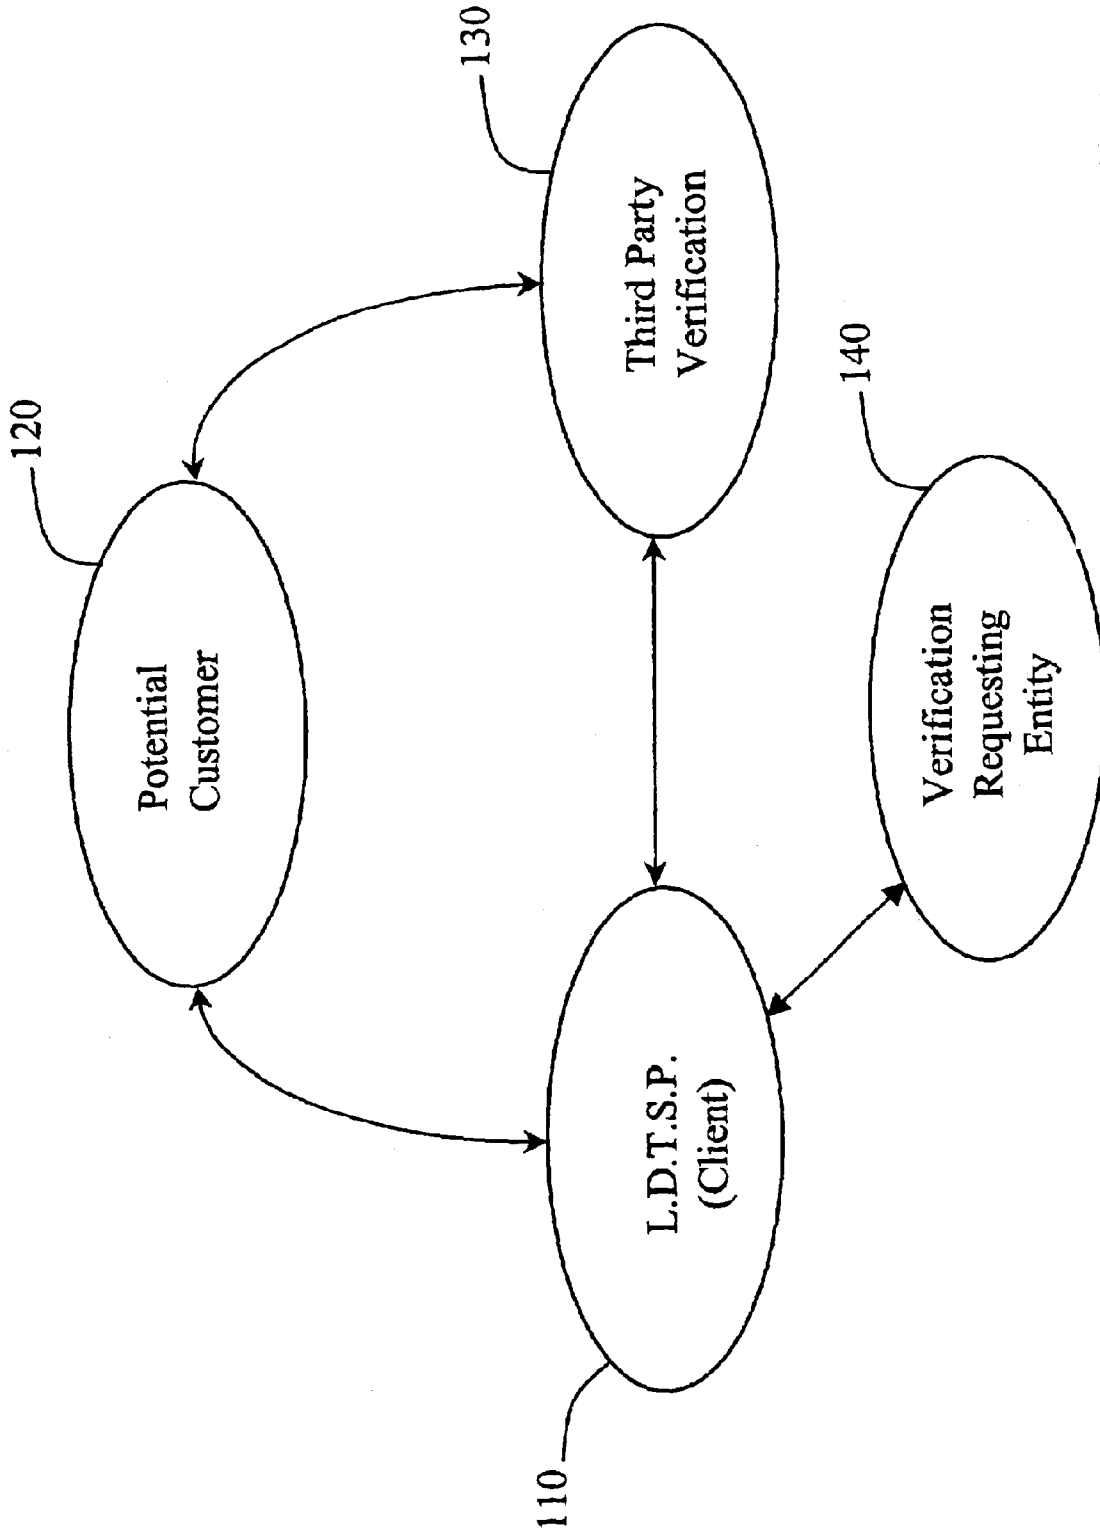 120
Potential
Customer
130
Third Party
Verification
110
L.D.T.S.P.
(Client)
140
Verification
Requesting
Entity